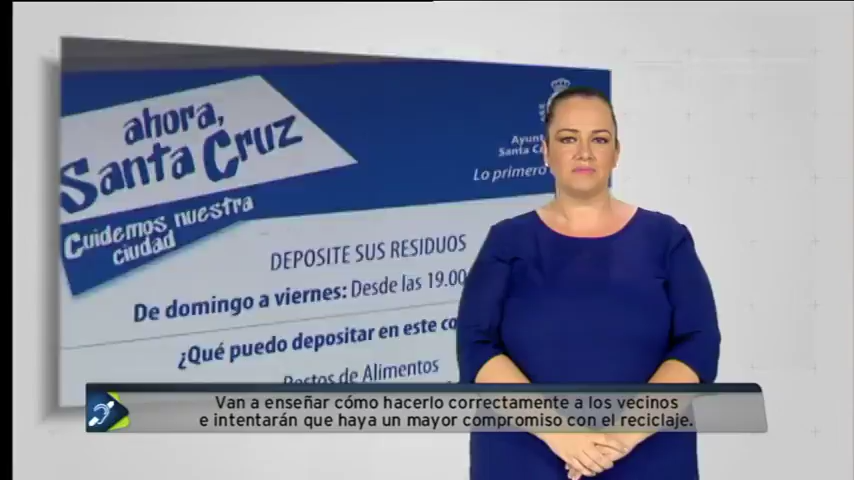 ahora,
Santa Cruz
Cuidemos nuestra
ciudad
Santa
Lo primero
DEPOSITE SUS RESIDUOS
De domingo a viernes: Desde las 19.00
¿Qué puedo depositar en este
Restos de Alimentos
Van a enseñar cómo hacerlo correctamente a los vecinos
e intentarán que haya un mayor compromiso con el reciclaje.